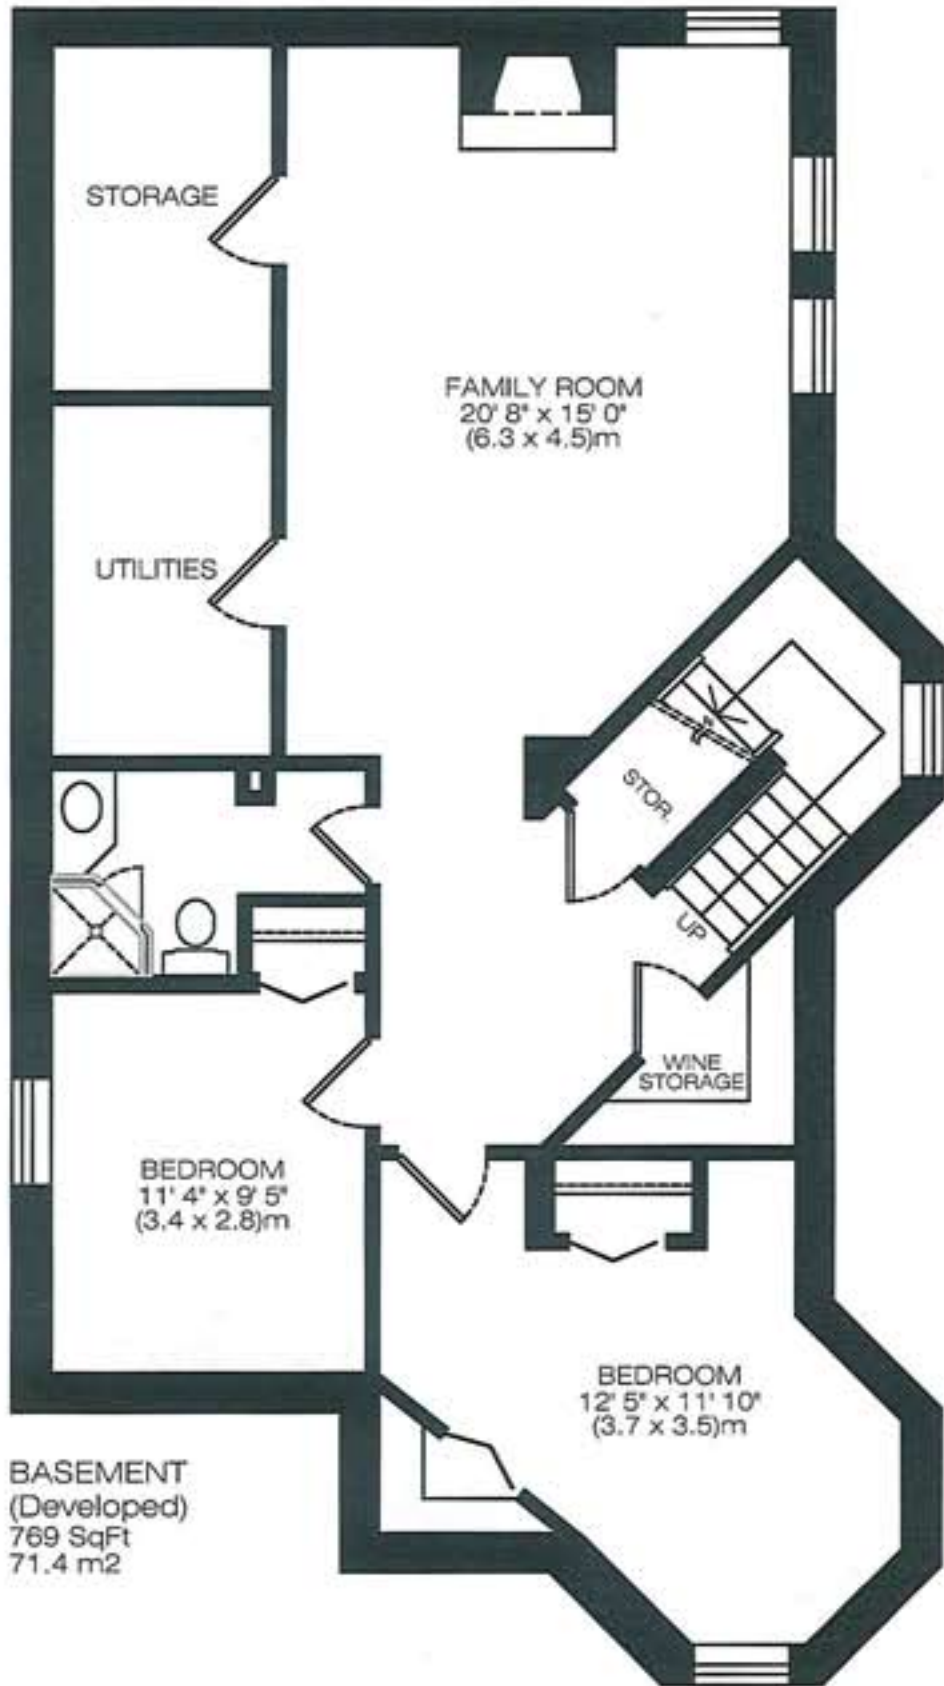 STORAGE
FAMILY ROOM
20' 8" x 15' 0"
(6.3 x 4.5)m
UTILITIES
STOR.
UP
WINE
STORAGE
BEDROOM
11' 4" x 9' 5"
(3.4 x 2.8)m
BEDROOM
12' 5" x 11' 10"
(3.7 x 3.5)m
BASEMENT
(Developed)
769 SqFt
71.4 m2